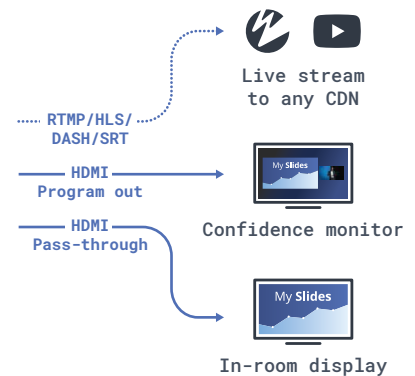 Live stream
to any CDN
RTMP/HLS/
DASH/SRT
HDMI
Program out
My Slides
Confidence monitor
HDMI
Pass-through
My Slides
In-room display